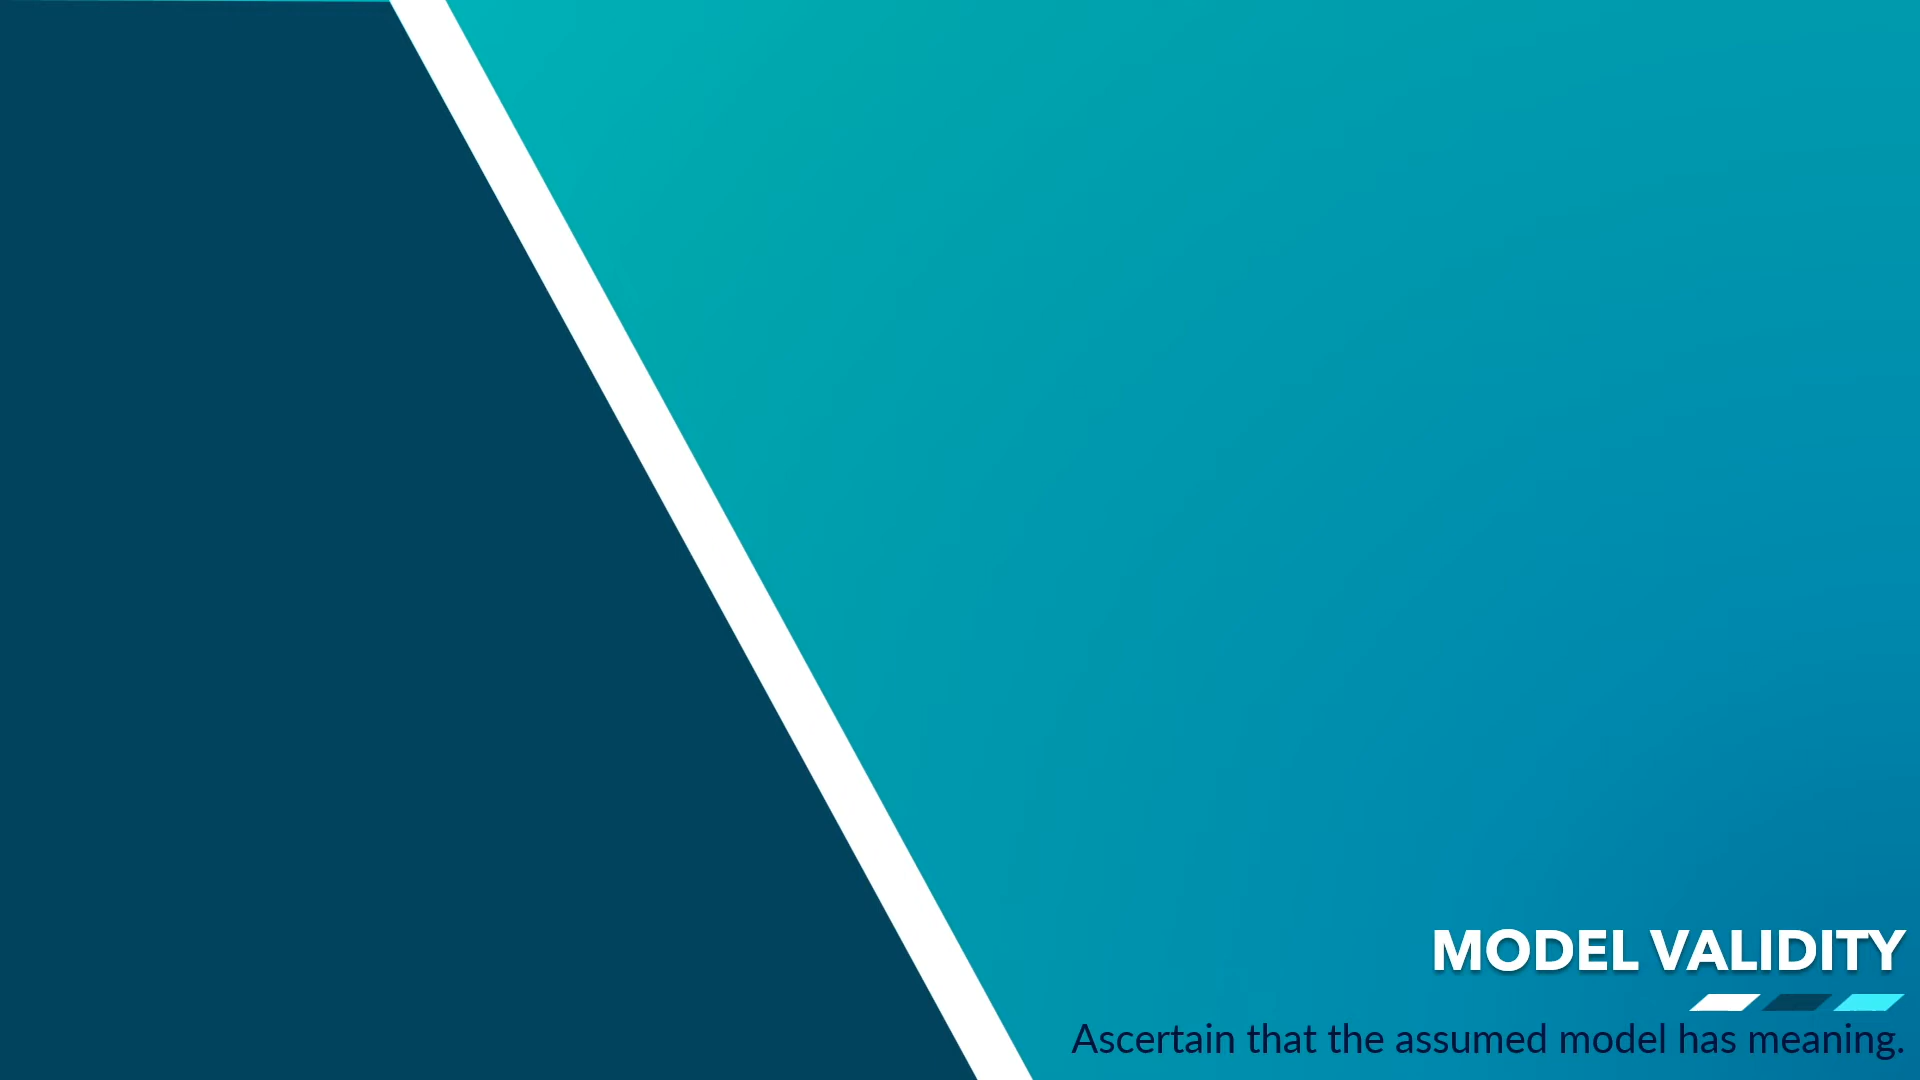 MODEL VALIDITY
Ascertain that the assumed model has meaning.